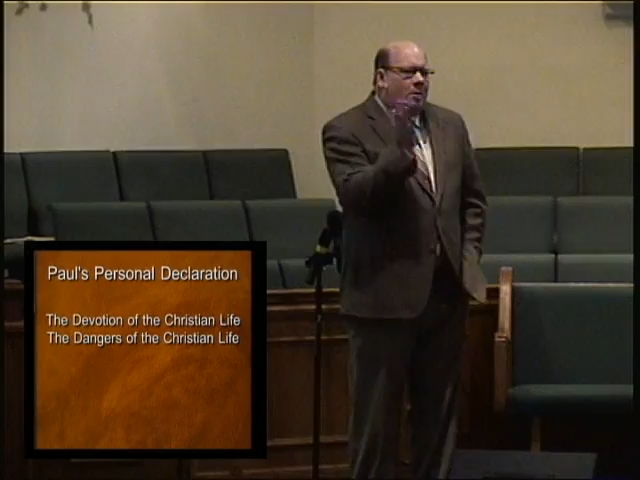 Paul's Personal Declaration
The Devotion of the Christian Life
The Dangers of the Christian Life